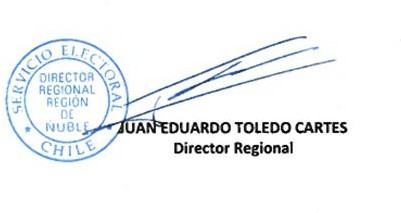 SERVICIO ELECTORAL
DIRECTOR
REGIONAL
REGIÓN
DE
ÑUBLE
★ CHILE ★
JUAN EDUARDO TOLEDO CARTES
Director Regional